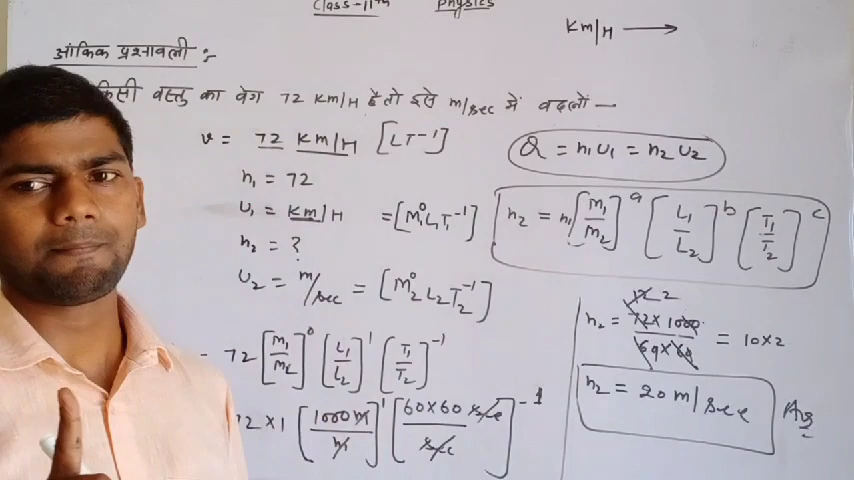 Class-11th Physics
Km/H →
आंकिक प्रश्नावली :-
किसी वस्तु का वेग 72 Km/H है तो इसे m/sec में बदलों —
v = 72 Km/H [LT⁻¹]
Q = n₁U₁ = n₂U₂
n₁ = 72
U₁ = Km/H = [M₁⁰L₁T₁⁻¹]
n₂ = n₁ [M₁/M₂]ᵃ [L₁/L₂]ᵇ [T₁/T₂]ᶜ
n₂ = ?
U₂ = m/sec = [M₂⁰L₂T₂⁻¹]
n₂ = 72×1000/60×60 = 10×2
12 2
- 72 [M₁/M₂]⁰ [L₁/L₂]¹ [T₁/T₂]⁻¹
n₂ = 20 m/sec Ans
72×1 [1000m/m]¹ [60×60 sec/sec]⁻¹